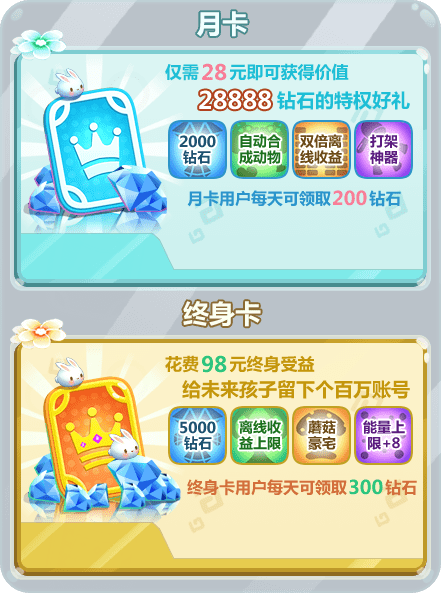 月卡
仅需28元即可获得价值
28888钻石的特权好礼
2000钻石
自动合成动物
双倍离线收益
打架神器
月卡用户每天可领取200钻石
终身卡
花费98元终身受益
给未来孩子留下个百万账号
5000钻石
离线收益上限
蘑菇豪宅
能量上限+8
终身卡用户每天可领取300钻石